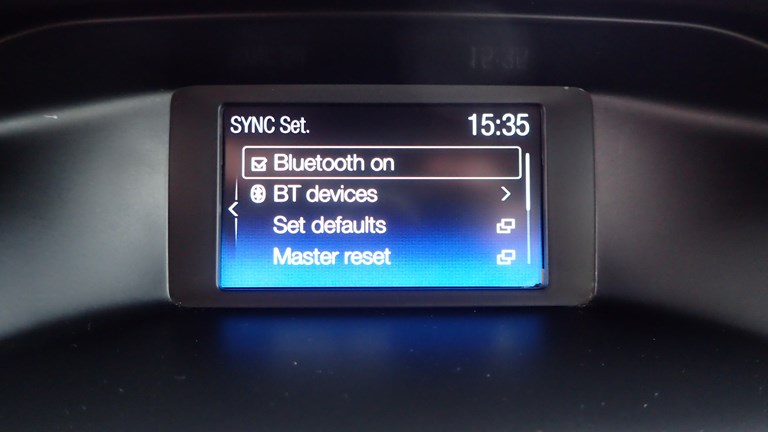 SYNC Set. 15:35
Bluetooth on
BT devices
Set defaults
Master reset